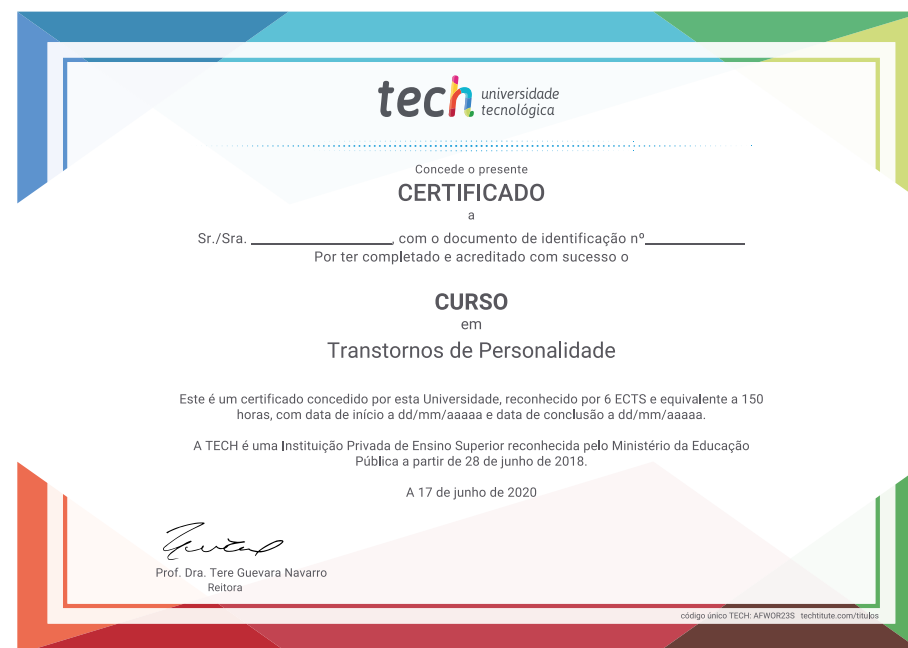 tech universidade
tecnológica
Concede o presente
CERTIFICADO
a
Sr./Sra. ____________, com o documento de identificação nº____________
Por ter completado e acreditado com sucesso o
CURSO
em
Transtornos de Personalidade
Este é um certificado concedido por esta Universidade, reconhecido por 6 ECTS e equivalente a 150
horas, com data de início a dd/mm/aaaaa e data de conclusão a dd/mm/aaaaa.
A TECH é uma Instituição Privada de Ensino Superior reconhecida pelo Ministério da Educação
Pública a partir de 28 de junho de 2018.
A 17 de junho de 2020
Prof. Dra. Tere Guevara Navarro
Reitora
código único TECH: AFWOR23S techtitute.com/titulos